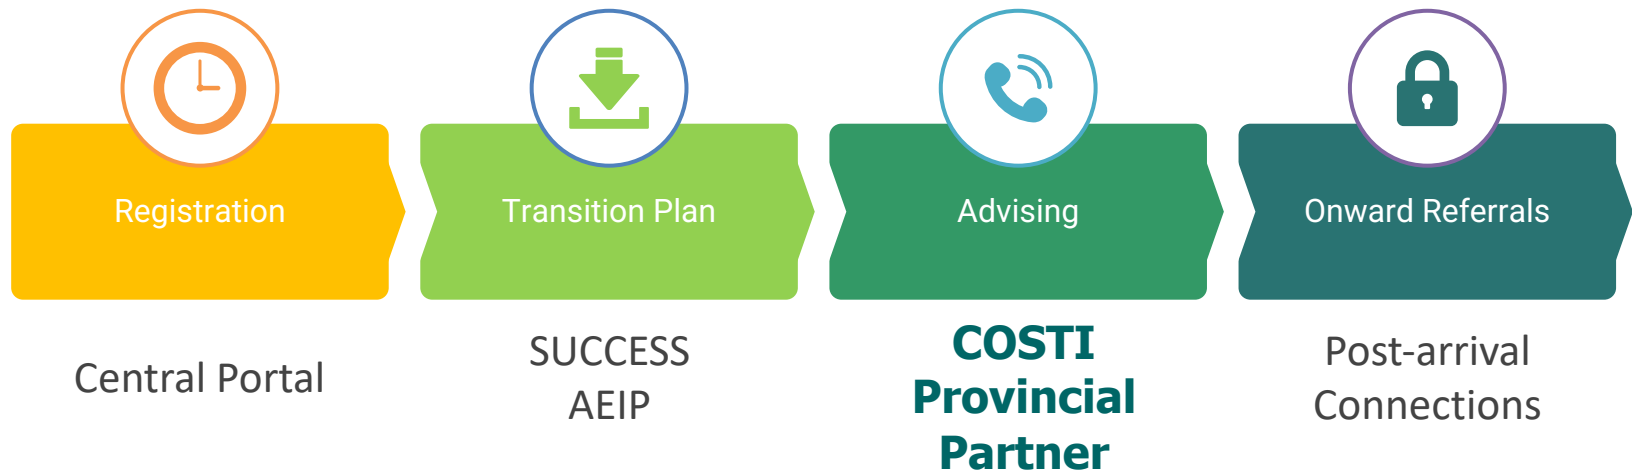 Registration
Transition Plan
Advising
Onward Referrals
Central Portal
SUCCESS
AEIP
COSTI
Provincial
Partner
Post-arrival
Connections